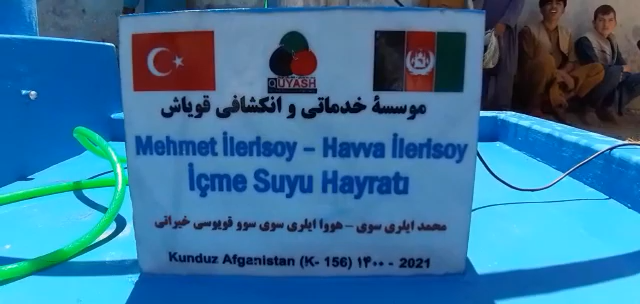 QUYASH
موسسۀ خدماتی و انکشافی قویاش
Mehmet İlerisoy – Havva İlerisoy
İçme Suyu Hayratı
محمد ایلری سوی – هووا ایلری سوی سوو قویوسی خیراتی
Kunduz Afganistan (K- 156) ۱۴۰۰ - 2021